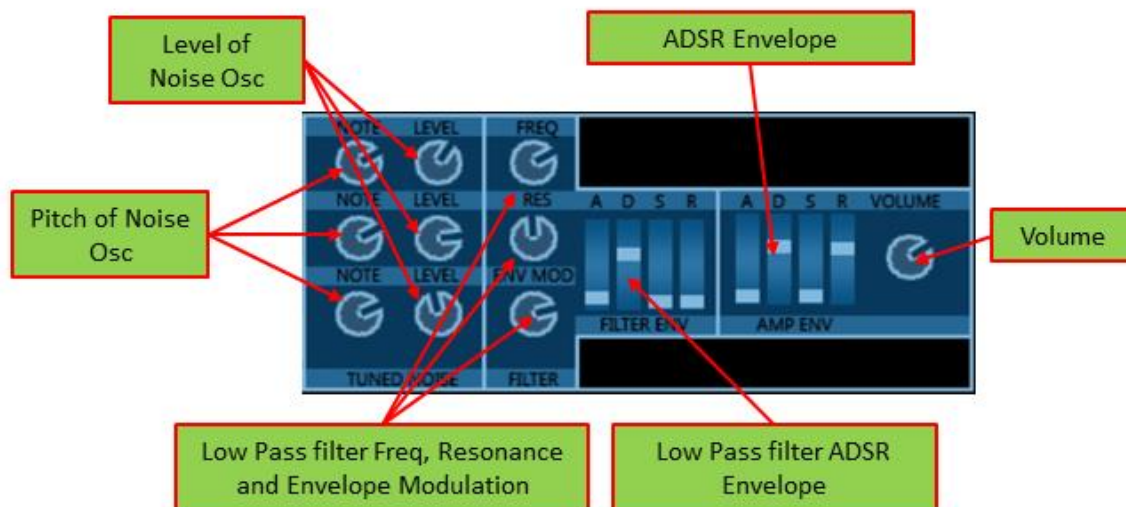 Level of
Noise Osc
ADSR Envelope
NOTE LEVEL FREQ
Pitch of Noise
Osc
NOTE LEVEL RES A D S R A D S R VOLUME
Volume
NOTE LEVEL ENV MOD
FILTER ENV AMP ENV
TUNED NOISE FILTER
Low Pass filter Freq, Resonance
and Envelope Modulation
Low Pass filter ADSR
Envelope